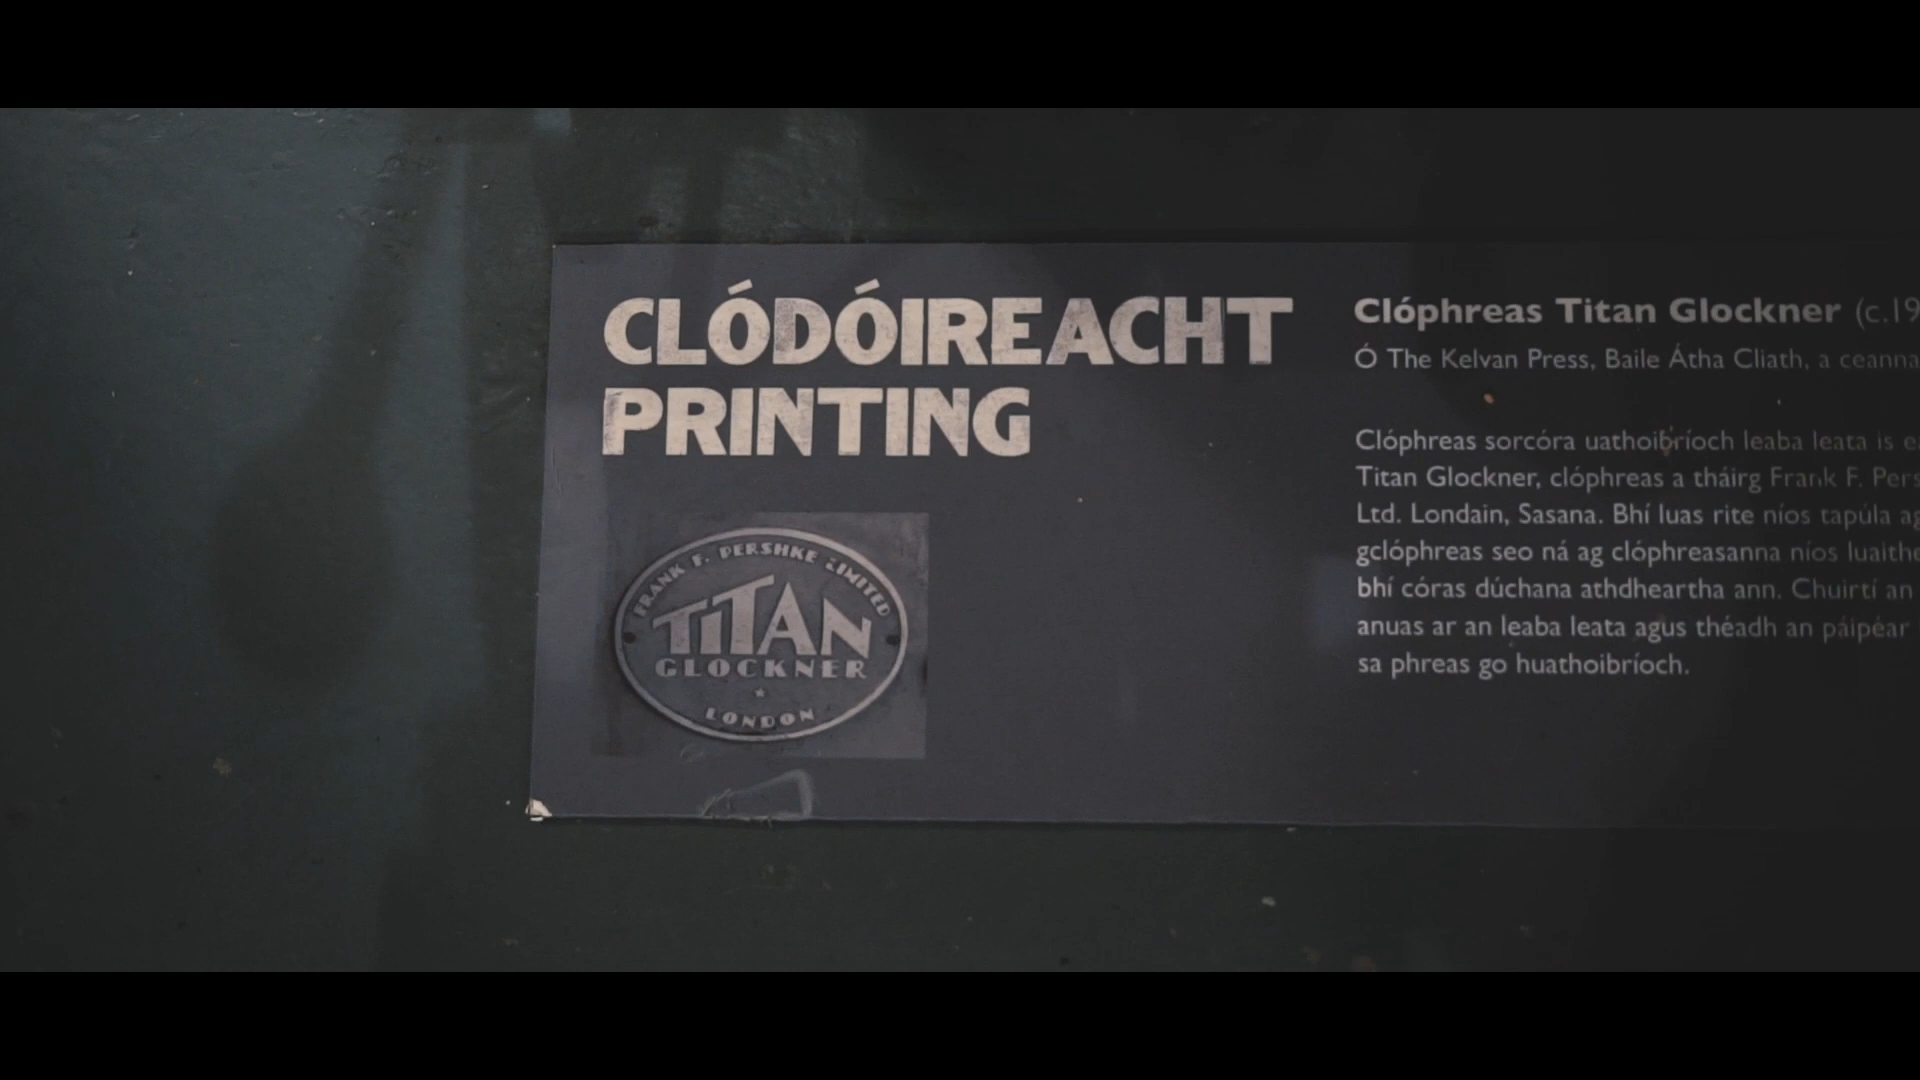 CLÓDÓIREACHT
PRINTING
FRANK F. PERSHKE LIMITED
TITAN
GLOCKNER
LONDON
Clóphreas Titan Glockner (c.19
Ó The Kelvan Press, Baile Átha Cliath, a
Clóphreas sorcóra uathoibríoch leaba leata is
Titan Glockner, clóphreas a tháirg Frank F.
Ltd. Londain, Sasana. Bhí luas rite níos tapúla
gclóphreas seo ná ag clóphreasanna níos
bhí córas dúchana athdheartha ann. Chuirtí an
anuas ar an leaba leata agus théadh an páipéar
sa phreas go huathoibríoch.